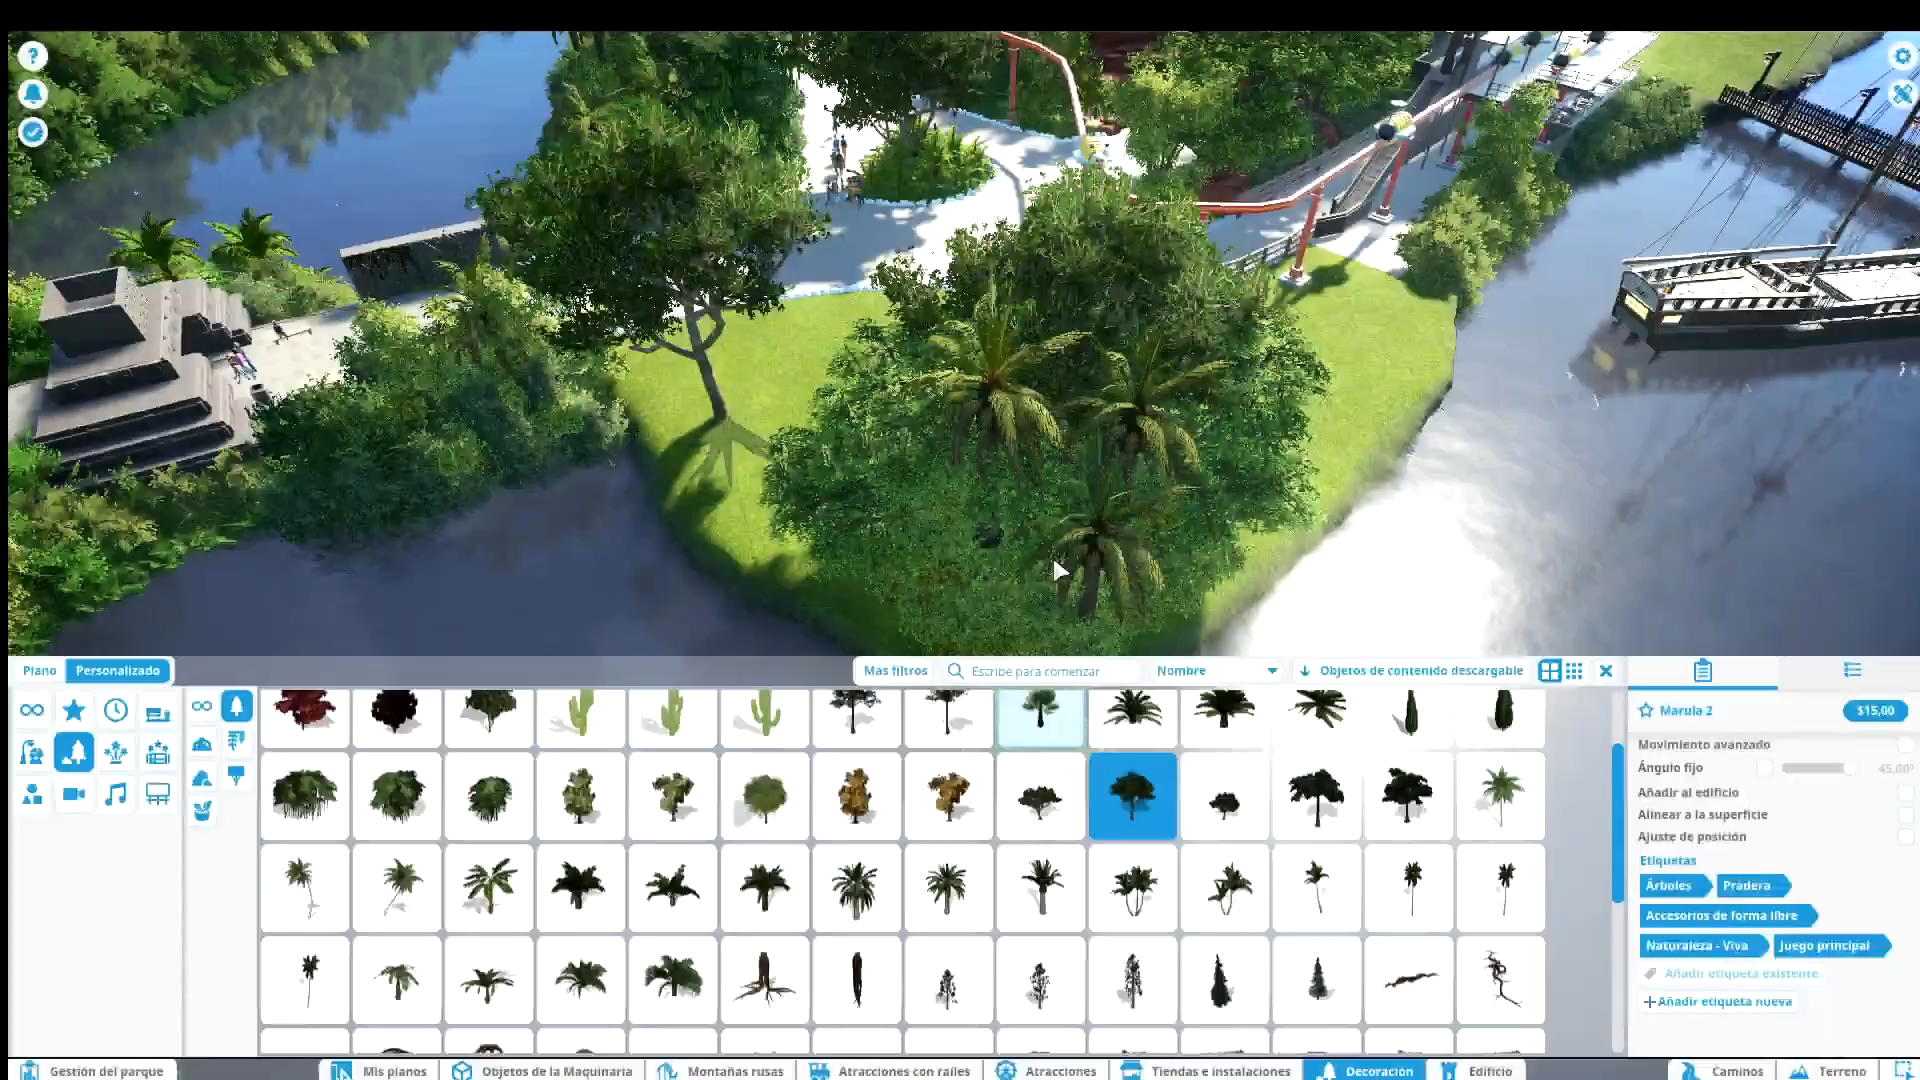 ?
Plano Personalizado
Mas filtros
Escribe para comenzar
Nombre
Objetos de contenido descargable
Marula 2
$15,00
Movimiento avanzado
Ángulo fijo
45,00º
Añadir al edificio
Alinear a la superficie
Ajuste de posición
Etiquetas
Árboles Pradera
Accesorios de forma libre
Naturaleza - Viva Juego principal
Añadir etiqueta existente
+Añadir etiqueta nueva
Gestión del parque
Mis planos
Objetos de la Maquinaria
Montañas rusas
Atracciones con raíles
Atracciones
Tiendas e instalaciones
Decoración
Edificio
Caminos
Terreno